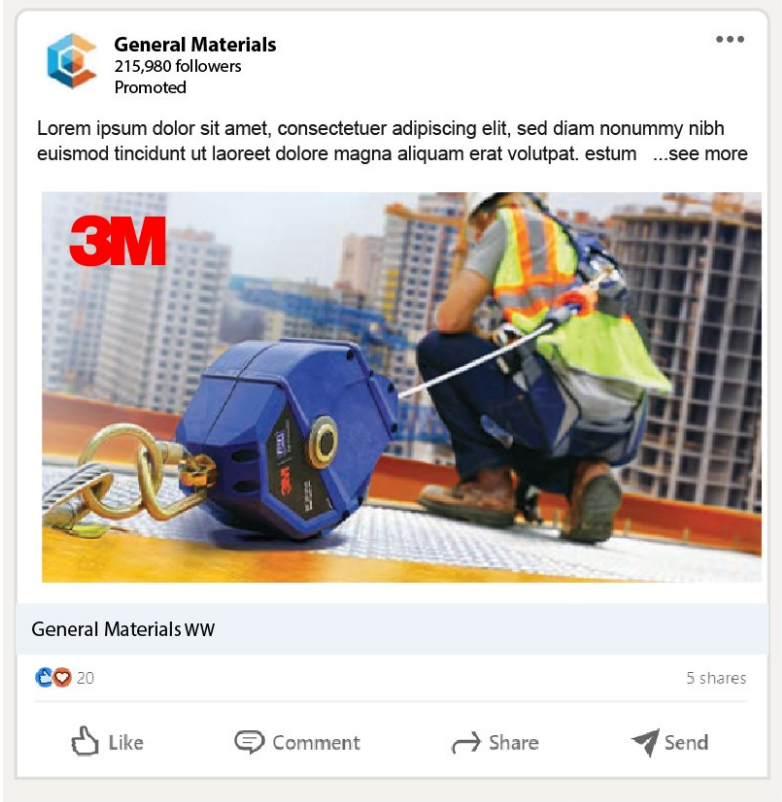 General Materials
215,980 followers
Promoted
Lorem ipsum dolor sit amet, consectetuer adipiscing elit, sed diam nonummy nibh
euismod tincidunt ut laoreet dolore magna aliquam erat volutpat. estum ...see more
3M
3M
General Materials WW
20
5 shares
Like
Comment
Share
Send